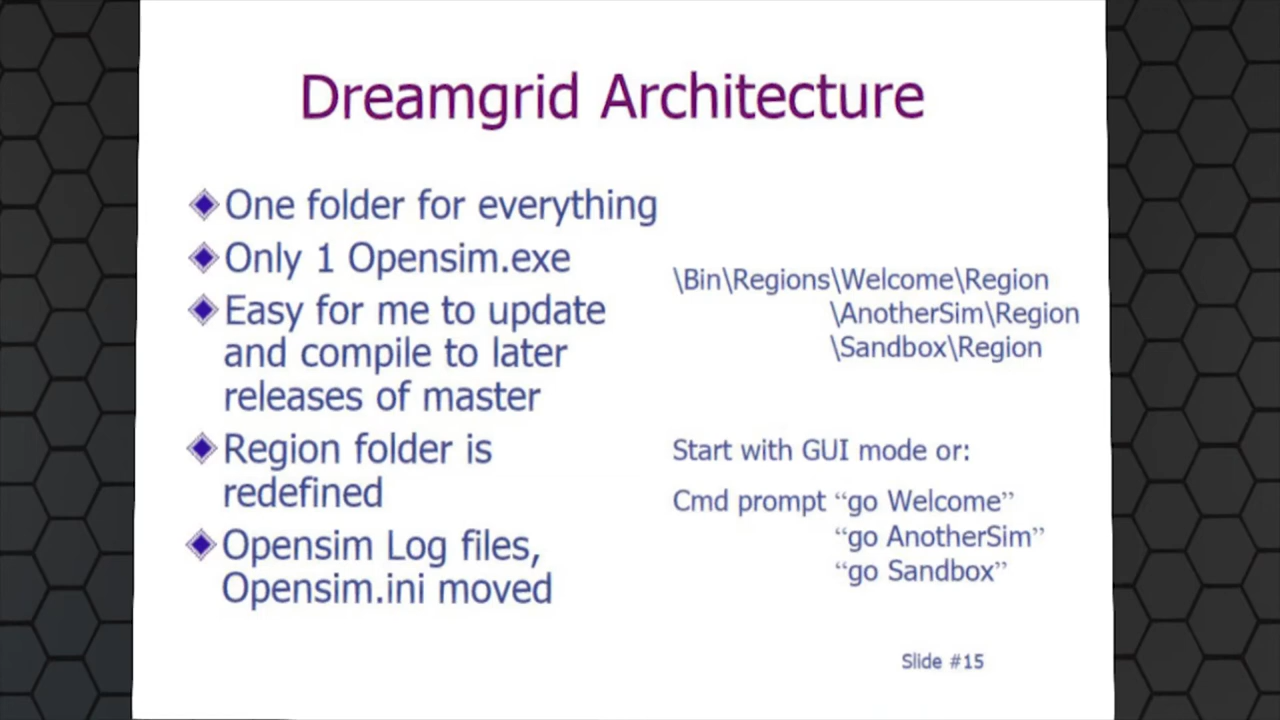 Dreamgrid Architecture
One folder for everything
Only 1 Opensim.exe
Easy for me to update
and compile to later
releases of master
Region folder is
redefined
Opensim Log files,
Opensim.ini moved
\Bin\Regions\Welcome\Region
\AnotherSim\Region
\Sandbox\Region
Start with GUI mode or:
Cmd prompt “go Welcome”
“go AnotherSim”
“go Sandbox”
Slide #15